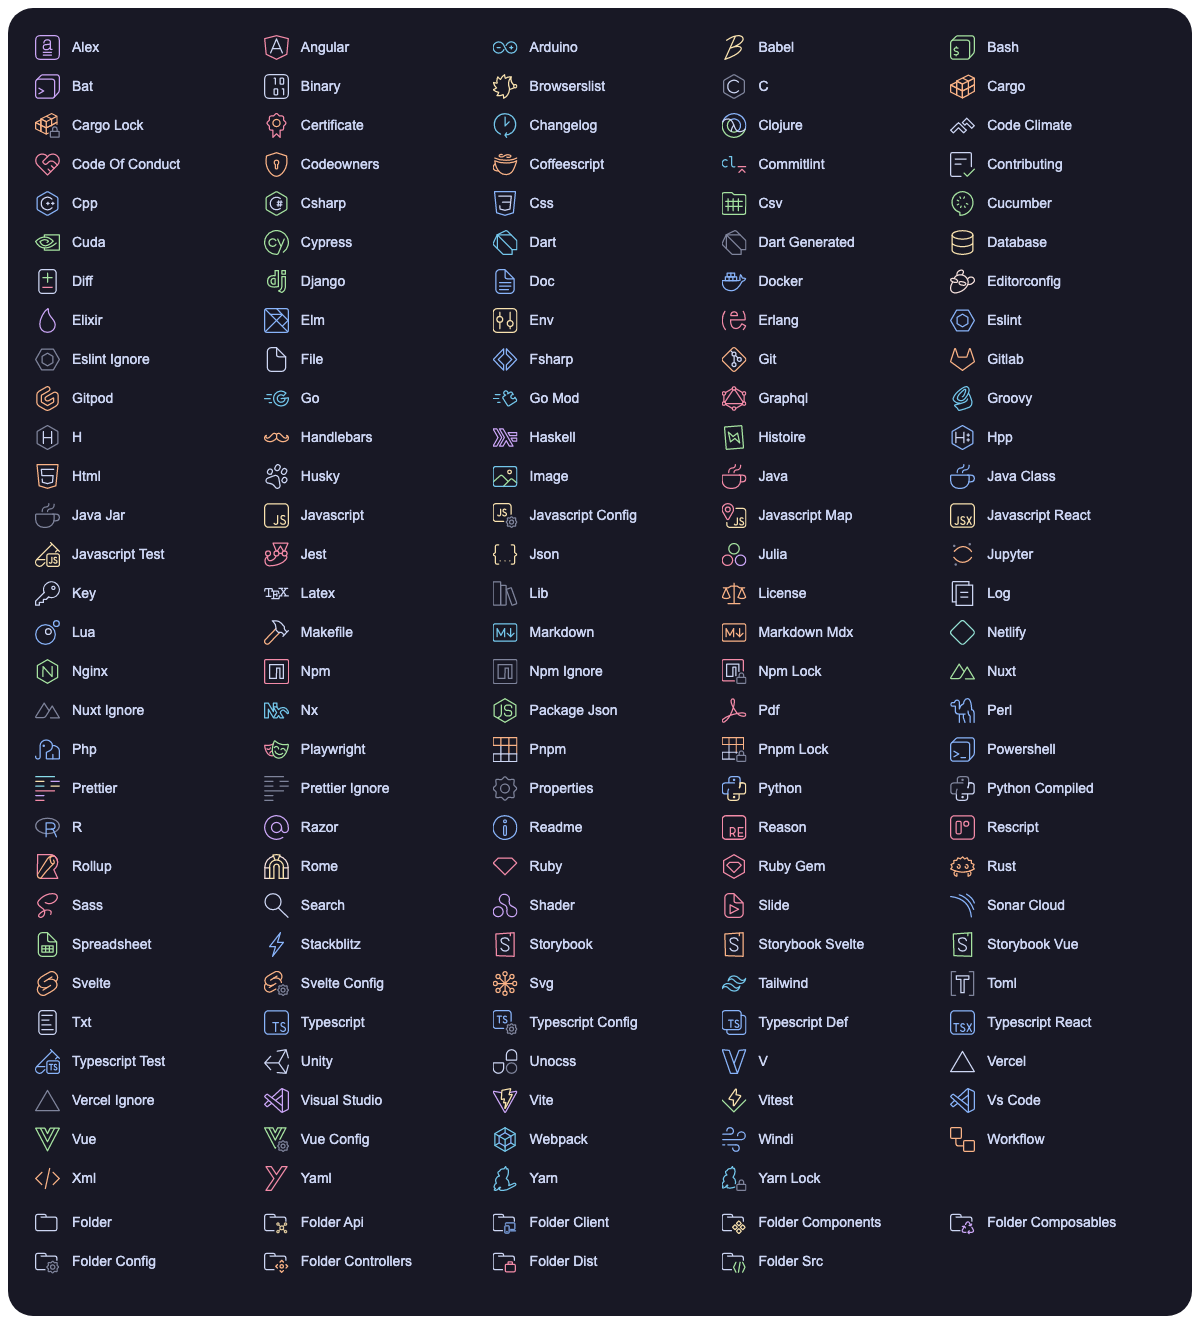 Alex Angular Arduino Babel Bash
Bat Binary Browserslist C Cargo
Cargo Lock Certificate Changelog Clojure Code Climate
Code Of Conduct Codeowners Coffeescript Commitlint Contributing
Cpp Csharp Css Csv Cucumber
Cuda Cypress Dart Dart Generated Database
Diff Django Doc Docker Editorconfig
Elixir Elm Env Erlang Eslint
Eslint Ignore File Fsharp Git Gitlab
Gitpod Go Go Mod Graphql Groovy
H Handlebars Haskell Histoire Hpp
Html Husky Image Java Java Class
Java Jar Javascript Javascript Config Javascript Map Javascript React
Javascript Test Jest Json Julia Jupyter
Key Latex Lib License Log
Lua Makefile Markdown Markdown Mdx Netlify
Nginx Npm Npm Ignore Npm Lock Nuxt
Nuxt Ignore Nx Package Json Pdf Perl
Php Playwright Pnpm Pnpm Lock Powershell
Prettier Prettier Ignore Properties Python Python Compiled
R Razor Readme Reason Rescript
Rollup Rome Ruby Ruby Gem Rust
Sass Search Shader Slide Sonar Cloud
Spreadsheet Stackblitz Storybook Storybook Svelte Storybook Vue
Svelte Svelte Config Svg Tailwind Toml
Txt Typescript Typescript Config Typescript Def Typescript React
Typescript Test Unity Unocss V Vercel
Vercel Ignore Visual Studio Vite Vitest Vs Code
Vue Vue Config Webpack Windi Workflow
Xml Yaml Yarn Yarn Lock
Folder Folder Api Folder Client Folder Components Folder Composables
Folder Config Folder Controllers Folder Dist Folder Src